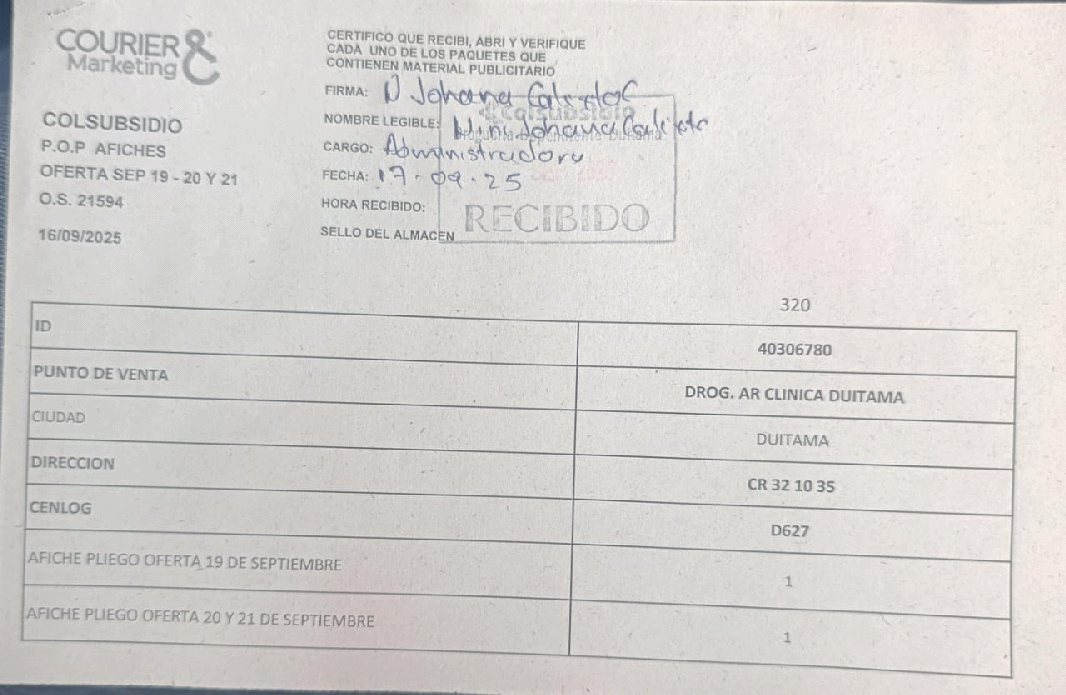 COURIER &
Marketing
COLSUBSIDIO
P.O.P AFICHES
OFERTA SEP 19 - 20 Y 21
O.S. 21594
16/09/2025
CERTIFICO QUE RECIBI, ABRI Y VERIFIQUE
CADA UNO DE LOS PAQUETES QUE
CONTIENEN MATERIAL PUBLICITARIO
FIRMA: Johana
NOMBRE LEGIBLE: Johana
CARGO: Administradora
FECHA: 17-09-25
HORA RECIBIDO:
SELLO DEL ALMACEN
Colsubsidio
RECIBIDO
320
ID 40306780
PUNTO DE VENTA DROG. AR CLINICA DUITAMA
CIUDAD DUITAMA
DIRECCION CR 32 10 35
CENLOG D627
AFICHE PLIEGO OFERTA 19 DE SEPTIEMBRE 1
AFICHE PLIEGO OFERTA 20 Y 21 DE SEPTIEMBRE 1